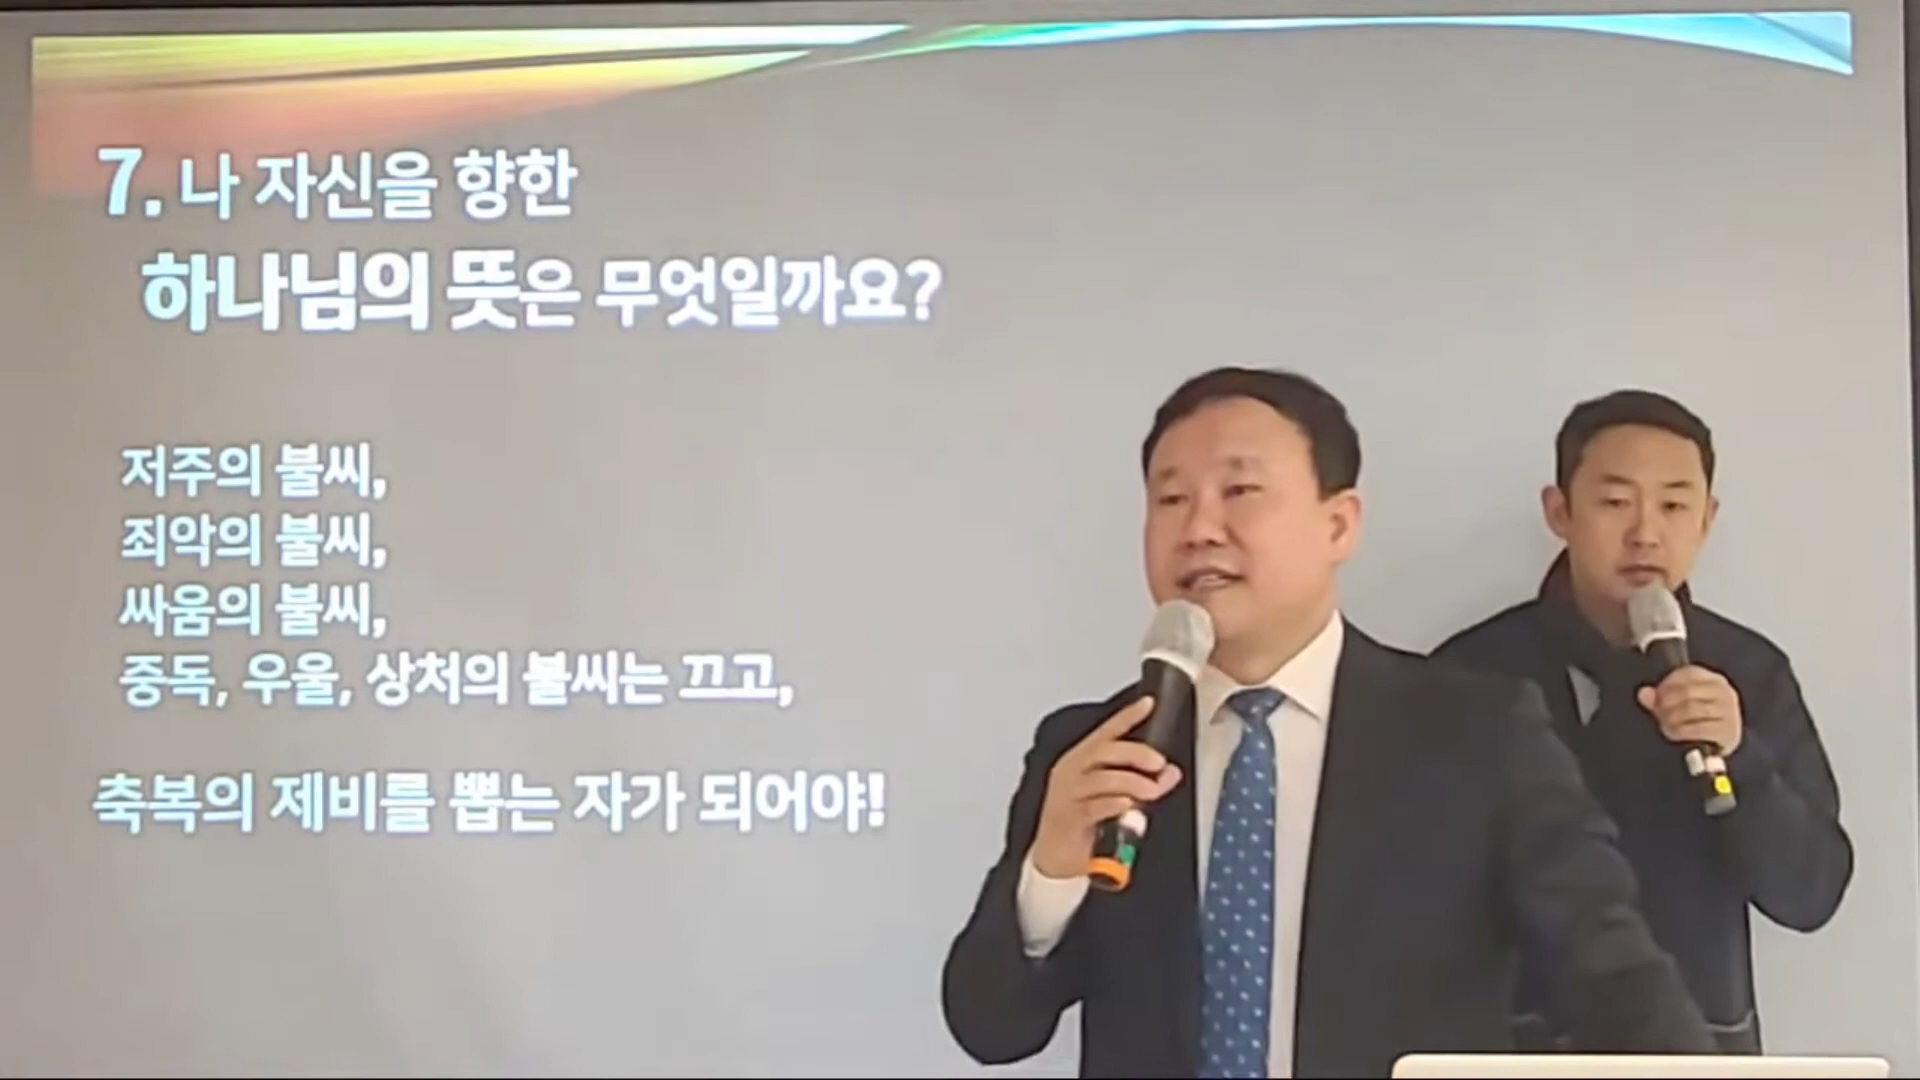 7. 나 자신을 향한
하나님의 뜻은 무엇일까요?
저주의 불씨,
죄악의 불씨,
싸움의 불씨,
중독, 우울, 상처의 불씨는 끄고,
축복의 제비를 뽑는 자가 되어야!